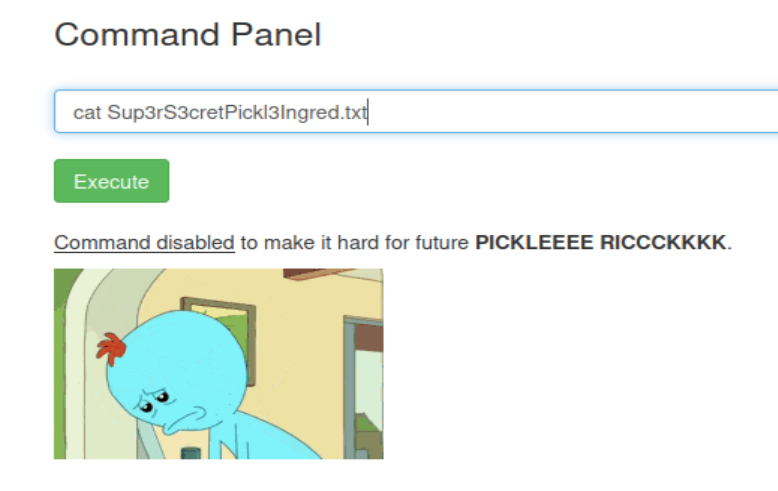 Command Panel
cat Sup3rS3cretPickl3Ingred.txt
Execute
Command disabled to make it hard for future PICKLEEEE RICCCKKKK.